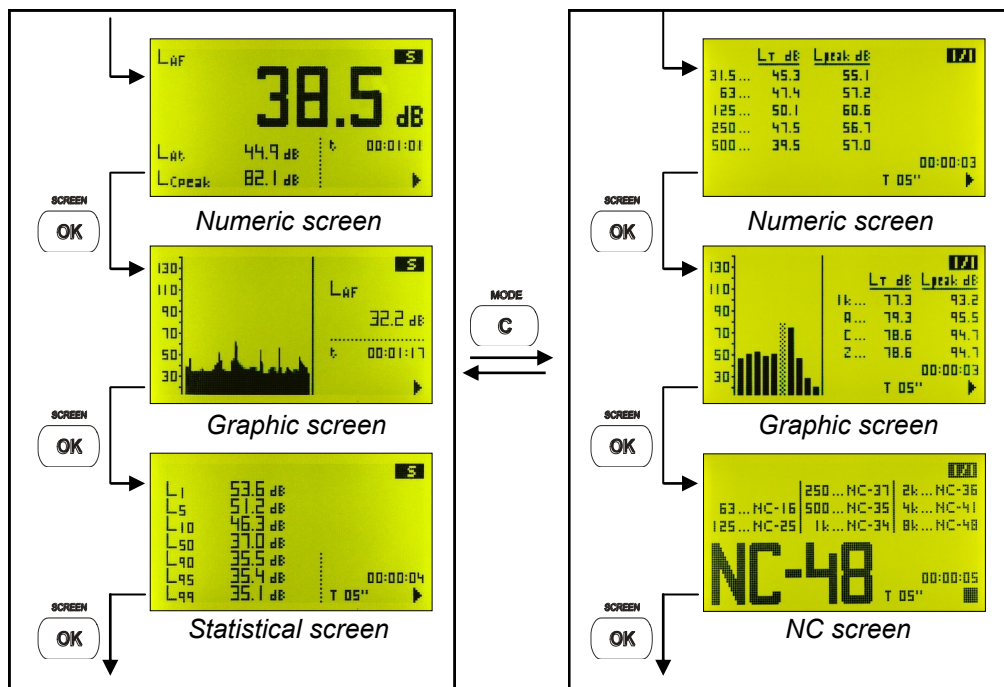 LAF S
38.5 dB
LAt 44.9 dB t 00:01:01
LCpeak 82.1 dB
SCREEN
OK
Numeric screen
130 S
110 LAF
90 32.2 dB
70
50 t 00:01:17
30
SCREEN
OK
Graphic screen
S
L1 53.6 dB
L5 51.2 dB
L10 46.3 dB
L50 37.0 dB
L90 35.5 dB
L95 35.4 dB 00:00:04
L99 35.1 dB T 05"
SCREEN
OK
Statistical screen
MODE
C
1/1
LT dB Lpeak dB
31.5... 45.3 55.1
63... 47.4 57.2
125... 50.1 60.6
250... 47.5 56.7
500... 39.5 57.0
00:00:03
T 05"
SCREEN
OK
Numeric screen
130 1/1
110 LT dB Lpeak dB
90 1k... 77.3 93.2
A... 79.3 95.5
70 C... 78.6 94.7
50 Z... 78.6 94.7
00:00:03
30 T 05"
SCREEN
OK
Graphic screen
1/1
250...NC-37 2k...NC-36
63...NC-16 500...NC-35 4k...NC-41
125...NC-25 1k...NC-34 8k...NC-48
NC-48 00:00:05
T 05"
SCREEN
OK
NC screen